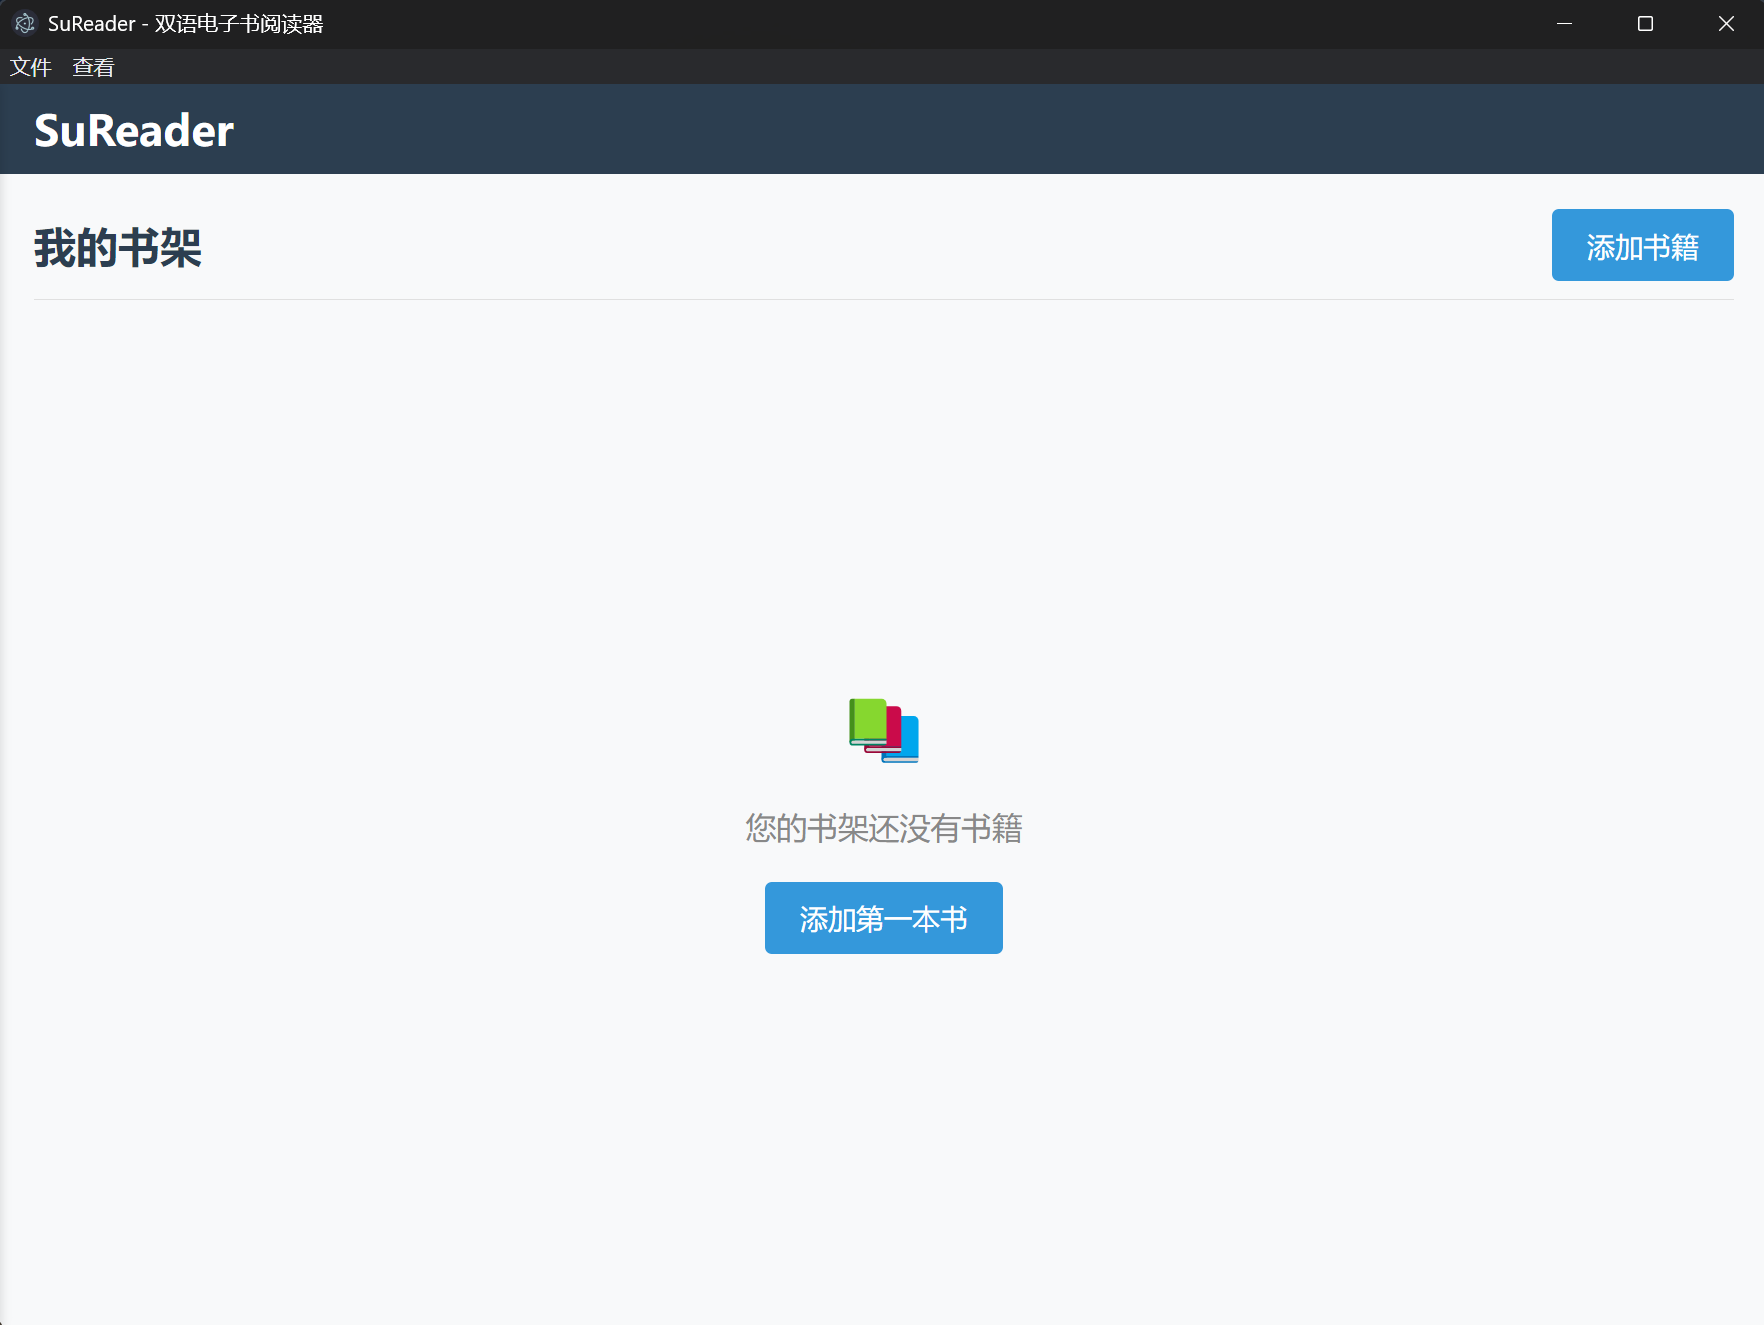 SuReader - 双语电子书阅读器
文件 查看
SuReader
我的书架
添加书籍
您的书架还没有书籍
添加第一本书